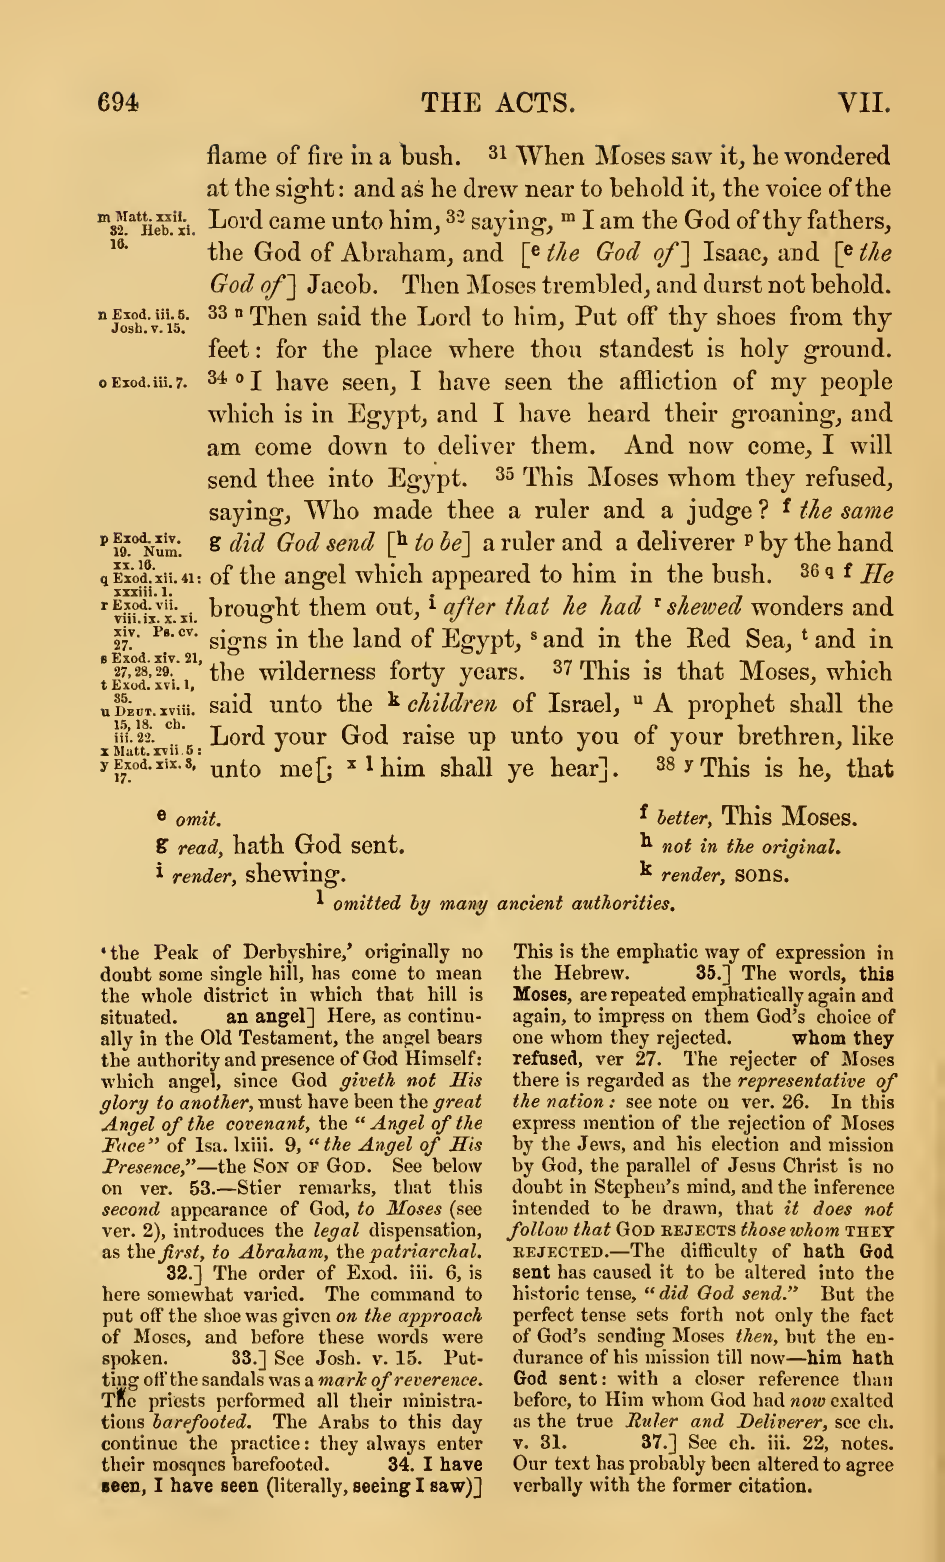 694 THE ACTS. VII.
flame of fire in a bush. 31 When Moses saw it, he wondered
at the sight: and as he drew near to behold it, the voice of the
Lord came unto him, 32 saying, m I am the God of thy fathers,
the God of Abraham, and [e the God of] Isaac, and [e the
God of] Jacob. Then Moses trembled, and durst not behold.
33 n Then said the Lord to him, Put off thy shoes from thy
feet: for the place where thou standest is holy ground.
34 o I have seen, I have seen the affliction of my people
which is in Egypt, and I have heard their groaning, and
am come down to deliver them. And now come, I will
send thee into Egypt. 35 This Moses whom they refused,
saying, Who made thee a ruler and a judge? f the same
g did God send [h to be] a ruler and a deliverer p by the hand
of the angel which appeared to him in the bush. 36 q f He
brought them out, i after that he had r shewed wonders and
signs in the land of Egypt, s and in the Red Sea, t and in
the wilderness forty years. 37 This is that Moses, which
said unto the k children of Israel, u A prophet shall the
Lord your God raise up unto you of your brethren, like
unto me[; x l him shall ye hear]. 38 y This is he, that
m Matt. xxii.
32. Heb. xi.
16.
n Exod. iii. 5.
Josh. v. 15.
o Exod. iii. 7.
p Exod. xiv.
19. Num.
xx. 16.
q Exod. xii. 41:
xxxiii. 1.
r Exod. vii.
viii. ix. x. xi.
xiv. Ps. cv.
27.
s Exod. xiv. 21,
27, 28, 29.
t Exod. xvi. 1,
35.
u DEUT. xviii.
15, 18. ch.
iii. 22.
x Matt. xvii. 5:
y Exod. xix. 3,
17.
e omit. f better, This Moses.
g read, hath God sent. h not in the original.
i render, shewing. k render, sons.
l omitted by many ancient authorities.
‘the Peak of Derbyshire,’ originally no
doubt some single hill, has come to mean
the whole district in which that hill is
situated. an angel] Here, as continu-
ally in the Old Testament, the angel bears
the authority and presence of God Himself:
which angel, since God giveth not His
glory to another, must have been the great
Angel of the covenant, the “Angel of the
Face” of Isa. lxiii. 9, “the Angel of His
Presence,”—the SON OF GOD. See below
on ver. 53.—Stier remarks, that this
second appearance of God, to Moses (see
ver. 2), introduces the legal dispensation,
as the first, to Abraham, the patriarchal.
32.] The order of Exod. iii. 6, is
here somewhat varied. The command to
put off the shoe was given on the approach
of Moses, and before these words were
spoken. 33.] See Josh. v. 15. Put-
ting off the sandals was a mark of reverence.
The priests performed all their ministra-
tions barefooted. The Arabs to this day
continue the practice: they always enter
their mosques barefooted. 34. I have
seen, I have seen (literally, seeing I saw)]
This is the emphatic way of expression in
the Hebrew. 35.] The words, this
Moses, are repeated emphatically again and
again, to impress on them God’s choice of
one whom they rejected. whom they
refused, ver 27. The rejecter of Moses
there is regarded as the representative of
the nation: see note on ver. 26. In this
express mention of the rejection of Moses
by the Jews, and his election and mission
by God, the parallel of Jesus Christ is no
doubt in Stephen’s mind, and the inference
intended to be drawn, that it does not
follow that GOD REJECTS those whom THEY
REJECTED.—The difficulty of hath God
sent has caused it to be altered into the
historic tense, “did God send.” But the
perfect tense sets forth not only the fact
of God’s sending Moses then, but the en-
durance of his mission till now—him hath
God sent: with a closer reference than
before, to Him whom God had now exalted
as the true Ruler and Deliverer, see ch.
v. 31. 37.] See ch. iii. 22, notes.
Our text has probably been altered to agree
verbally with the former citation.